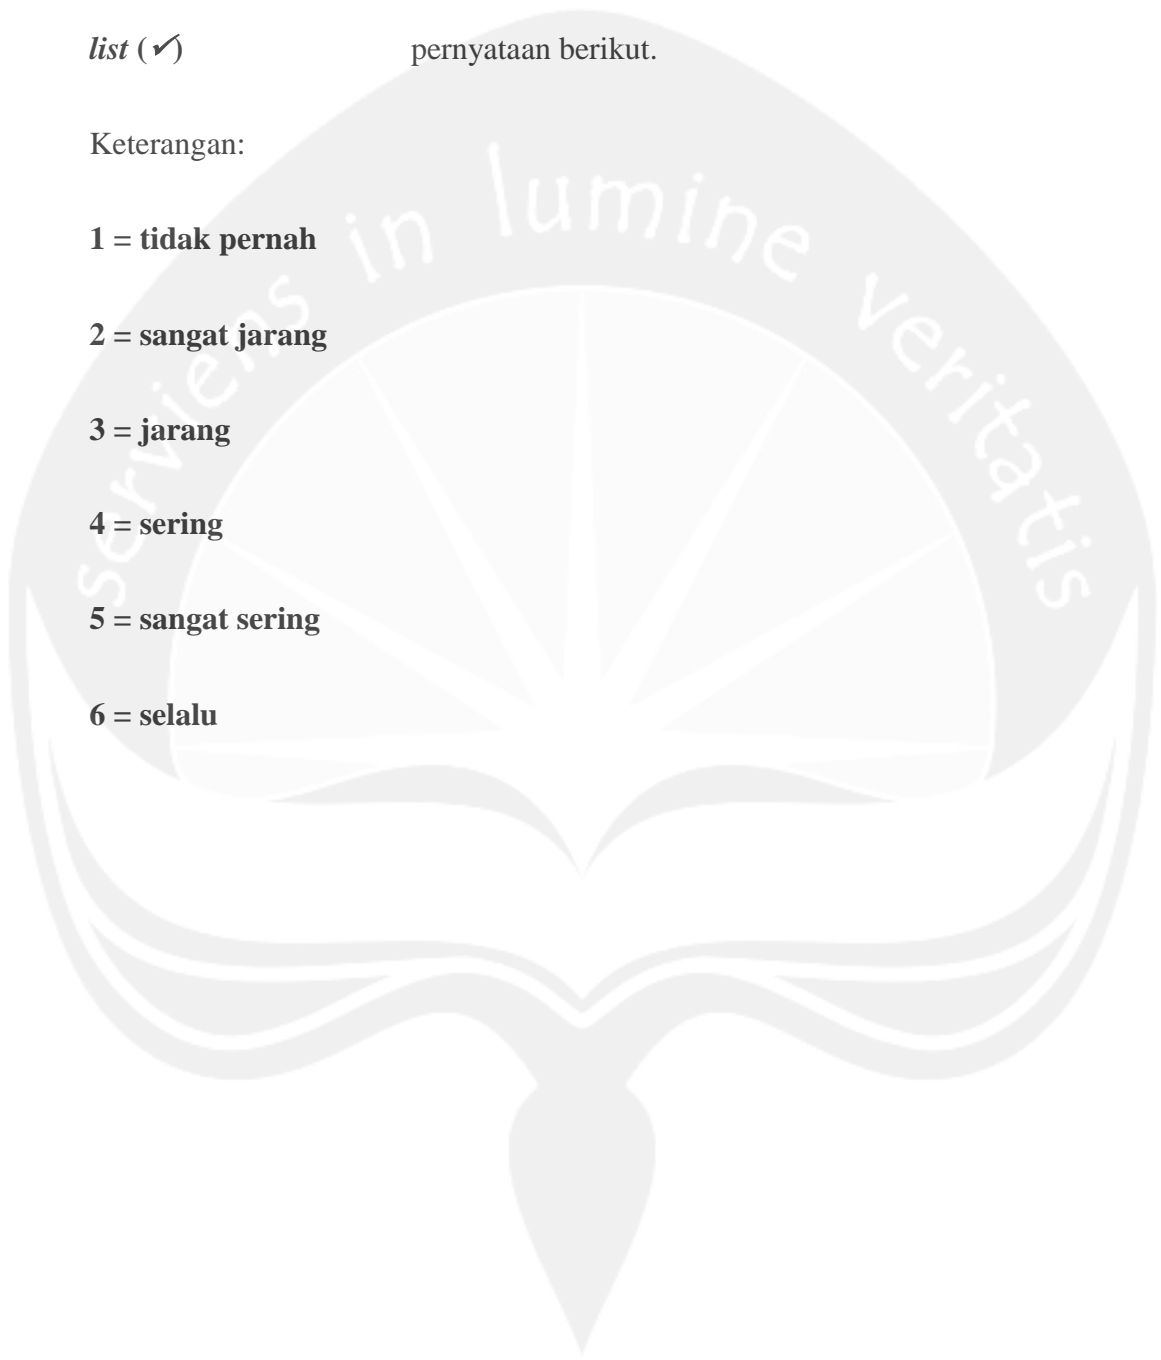 list (✓) pernyataan berikut.
Keterangan:
1 = tidak pernah
2 = sangat jarang
3 = jarang
4 = sering
5 = sangat sering
6 = selalu
serviens in lumine veritatis